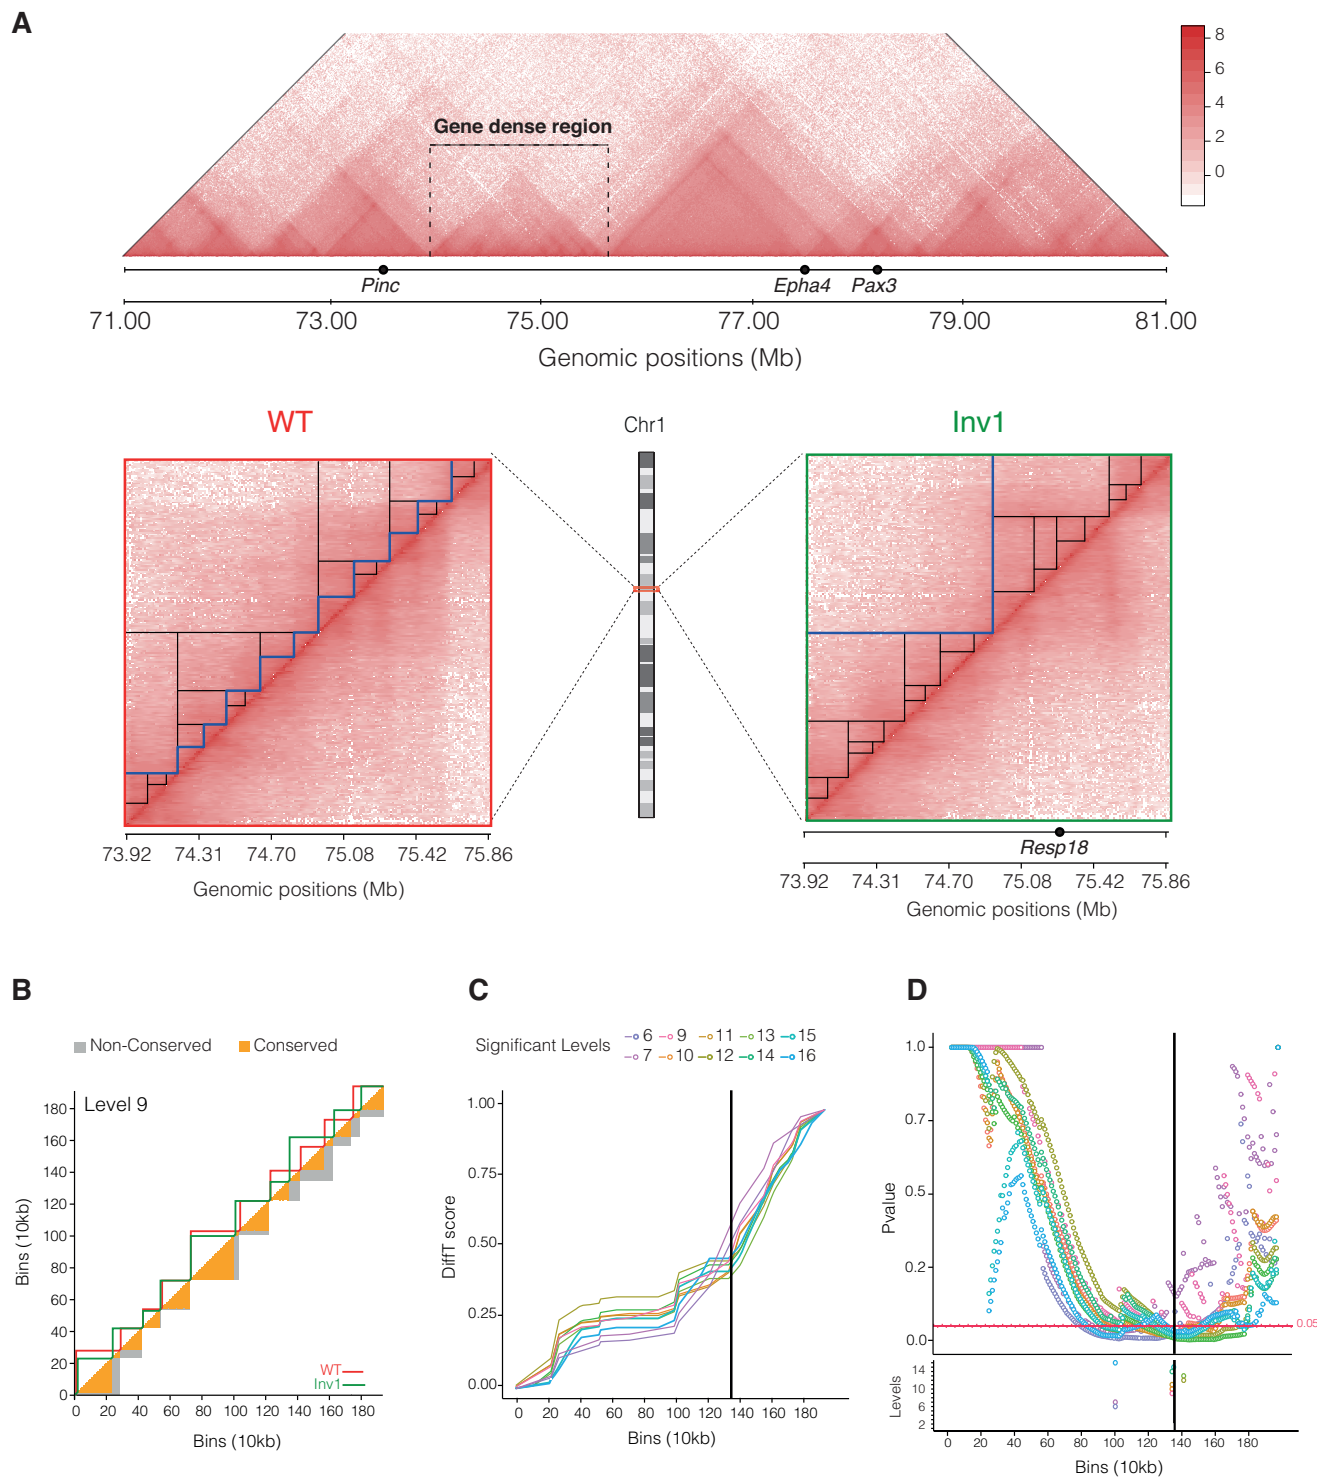 A
8
6
4
2
0
Gene dense region
Pinc
Epha4
Pax3
71.00
73.00
75.00
77.00
79.00
81.00
Genomic positions (Mb)
WT
Chr1
Inv1
Resp18
73.92 74.31 74.70 75.08 75.42 75.86
Genomic positions (Mb)
73.92 74.31 74.70 75.08 75.42 75.86
Genomic positions (Mb)
B
Non-Conserved
Conserved
Level 9
180
160
140
120
100
80
60
40
20
0
Bins (10kb)
WT
Inv1
0 20 40 60 80 100 120 140 160 180
Bins (10kb)
C
Significant Levels
6 9 11 13 15
7 10 12 14 16
1.00
0.75
0.50
0.25
0.00
DiffT score
0 20 40 60 80 100 120 140 160 180
Bins (10kb)
D
1.0
0.7
0.5
0.2
0.0
Pvalue
0.05
14
10
6
2
Levels
0 20 40 60 80 100 120 140 160 180
Bins (10kb)